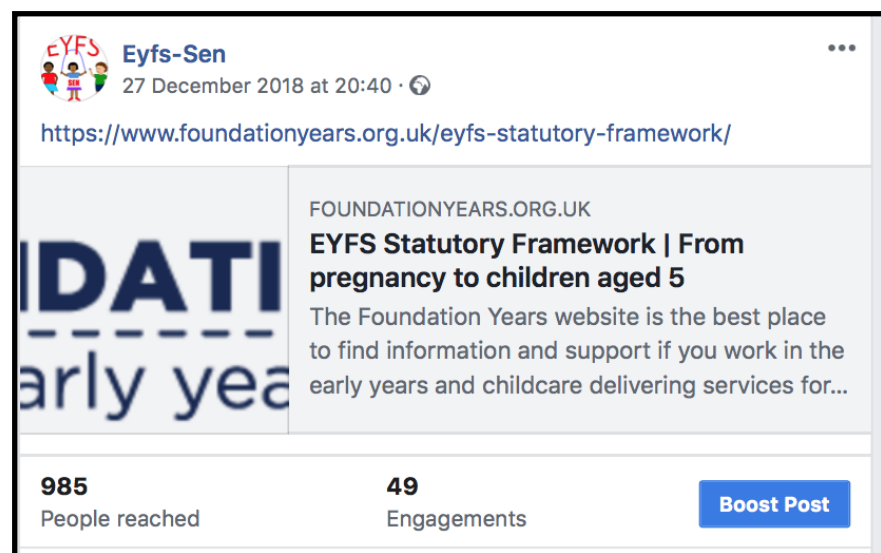 EYFS
SEN
Eyfs-Sen
27 December 2018 at 20:40 ·
https://www.foundationyears.org.uk/eyfs-statutory-framework/
NDATI
arly yea
FOUNDATIONYEARS.ORG.UK
EYFS Statutory Framework | From
pregnancy to children aged 5
The Foundation Years website is the best place
to find information and support if you work in the
early years and childcare delivering services for...
985
People reached
49
Engagements
Boost Post